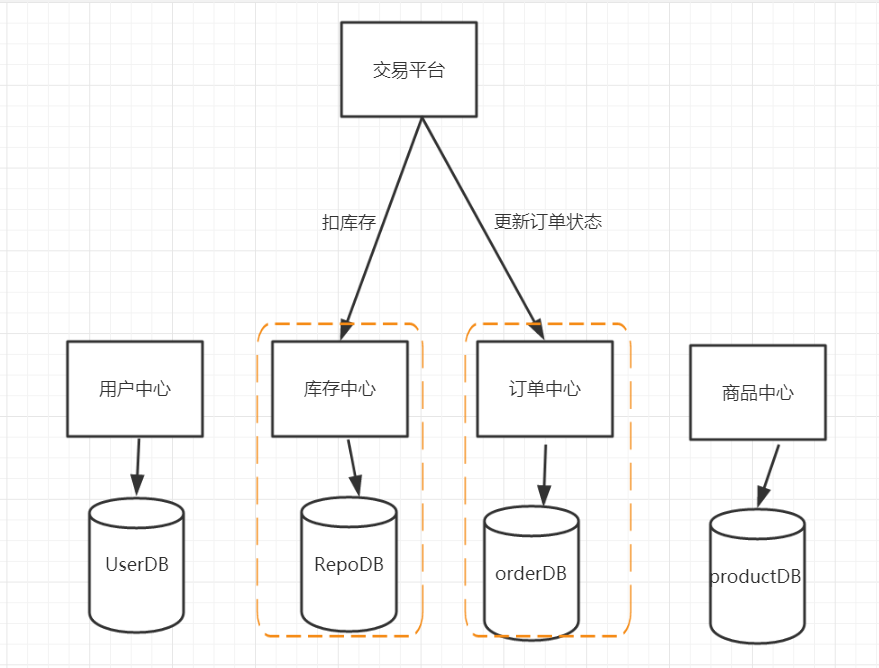 交易平台
扣库存
更新订单状态
用户中心
库存中心
订单中心
商品中心
UserDB
RepoDB
orderDB
productDB